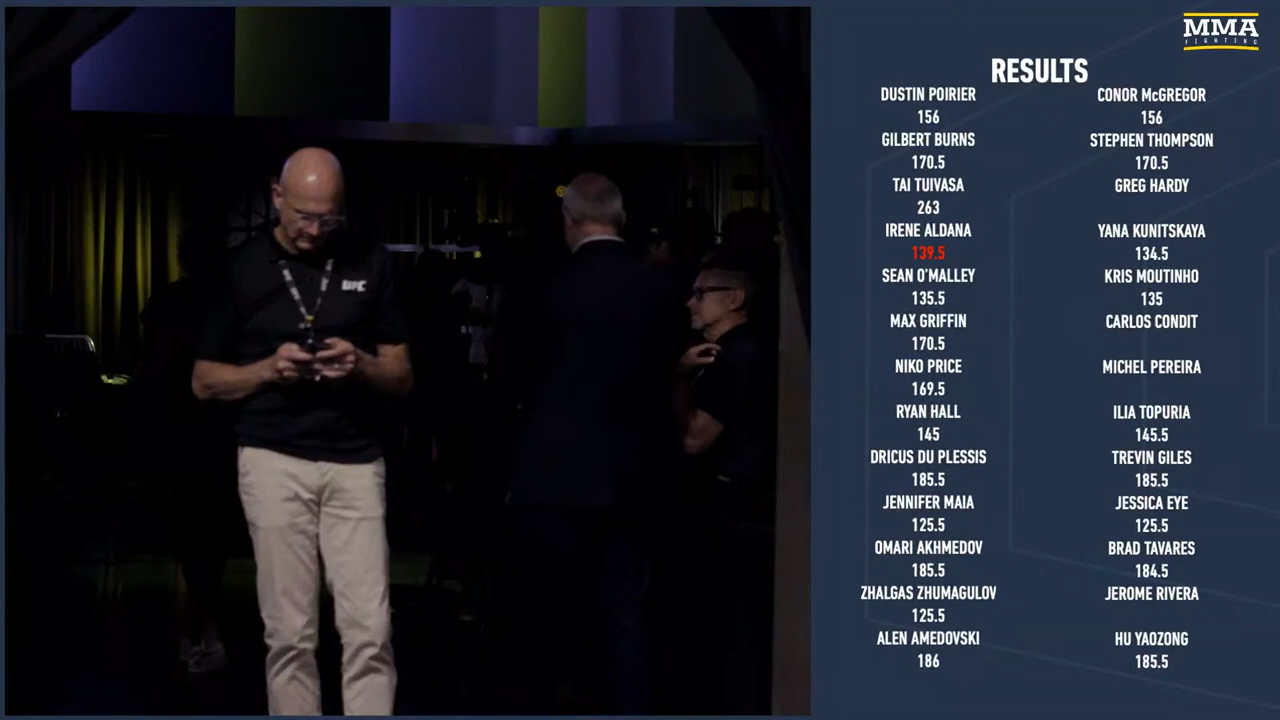 MMA
FIGHTING
RESULTS
DUSTIN POIRIER
CONOR McGREGOR
156
156
GILBERT BURNS
STEPHEN THOMPSON
170.5
170.5
TAI TUIVASA
GREG HARDY
263
IRENE ALDANA
YANA KUNITSKAYA
139.5
134.5
SEAN O'MALLEY
KRIS MOUTINHO
135.5
135
MAX GRIFFIN
CARLOS CONDIT
170.5
NIKO PRICE
MICHEL PEREIRA
169.5
RYAN HALL
ILIA TOPURIA
145
145.5
DRICUS DU PLESSIS
TREVIN GILES
185.5
185.5
JENNIFER MAIA
JESSICA EYE
125.5
125.5
OMARI AKHMEDOV
BRAD TAVARES
185.5
184.5
ZHALGAS ZHUMAGULOV
JEROME RIVERA
125.5
ALEN AMEDOVSKI
HU YAOZONG
186
185.5
UFC